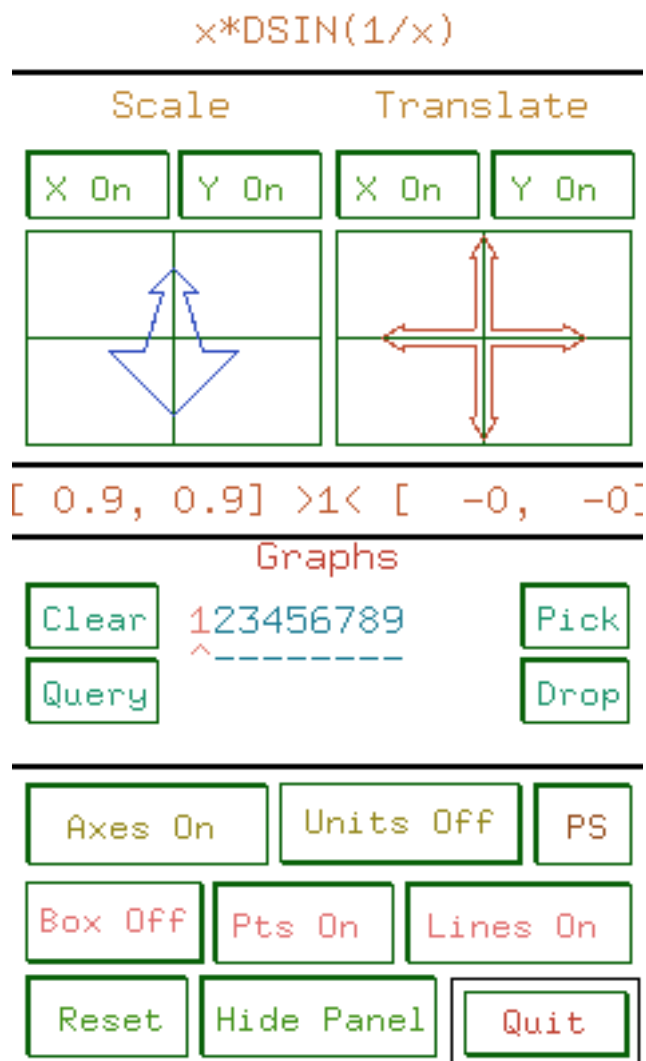 x*DSIN(1/x)
Scale Translate
X On Y On X On Y On
[ 0.9, 0.9] >1< [ -0, -0]
Graphs
Clear 123456789 Pick
^________
Query Drop
Axes On Units Off PS
Box Off Pts On Lines On
Reset Hide Panel Quit